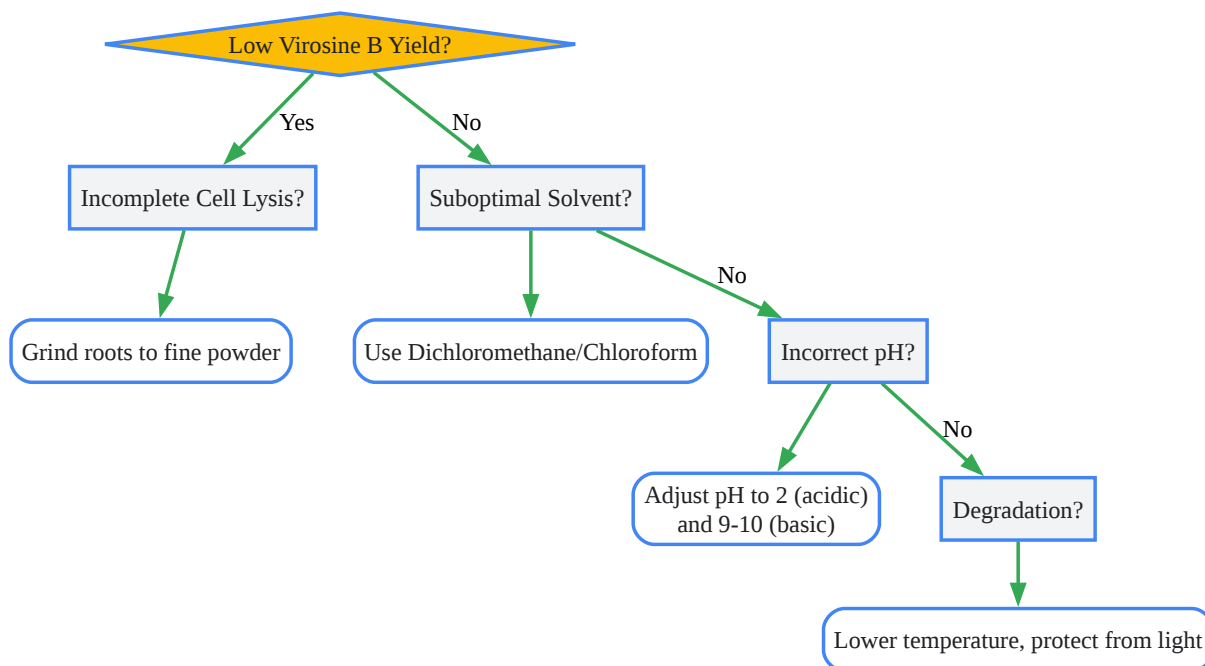 Low Virosine B Yield?
Yes
No
Incomplete Cell Lysis?
Suboptimal Solvent?
No
Grind roots to fine powder
Use Dichloromethane/Chloroform
Incorrect pH?
No
Adjust pH to 2 (acidic)
and 9-10 (basic)
Degradation?
Lower temperature, protect from light